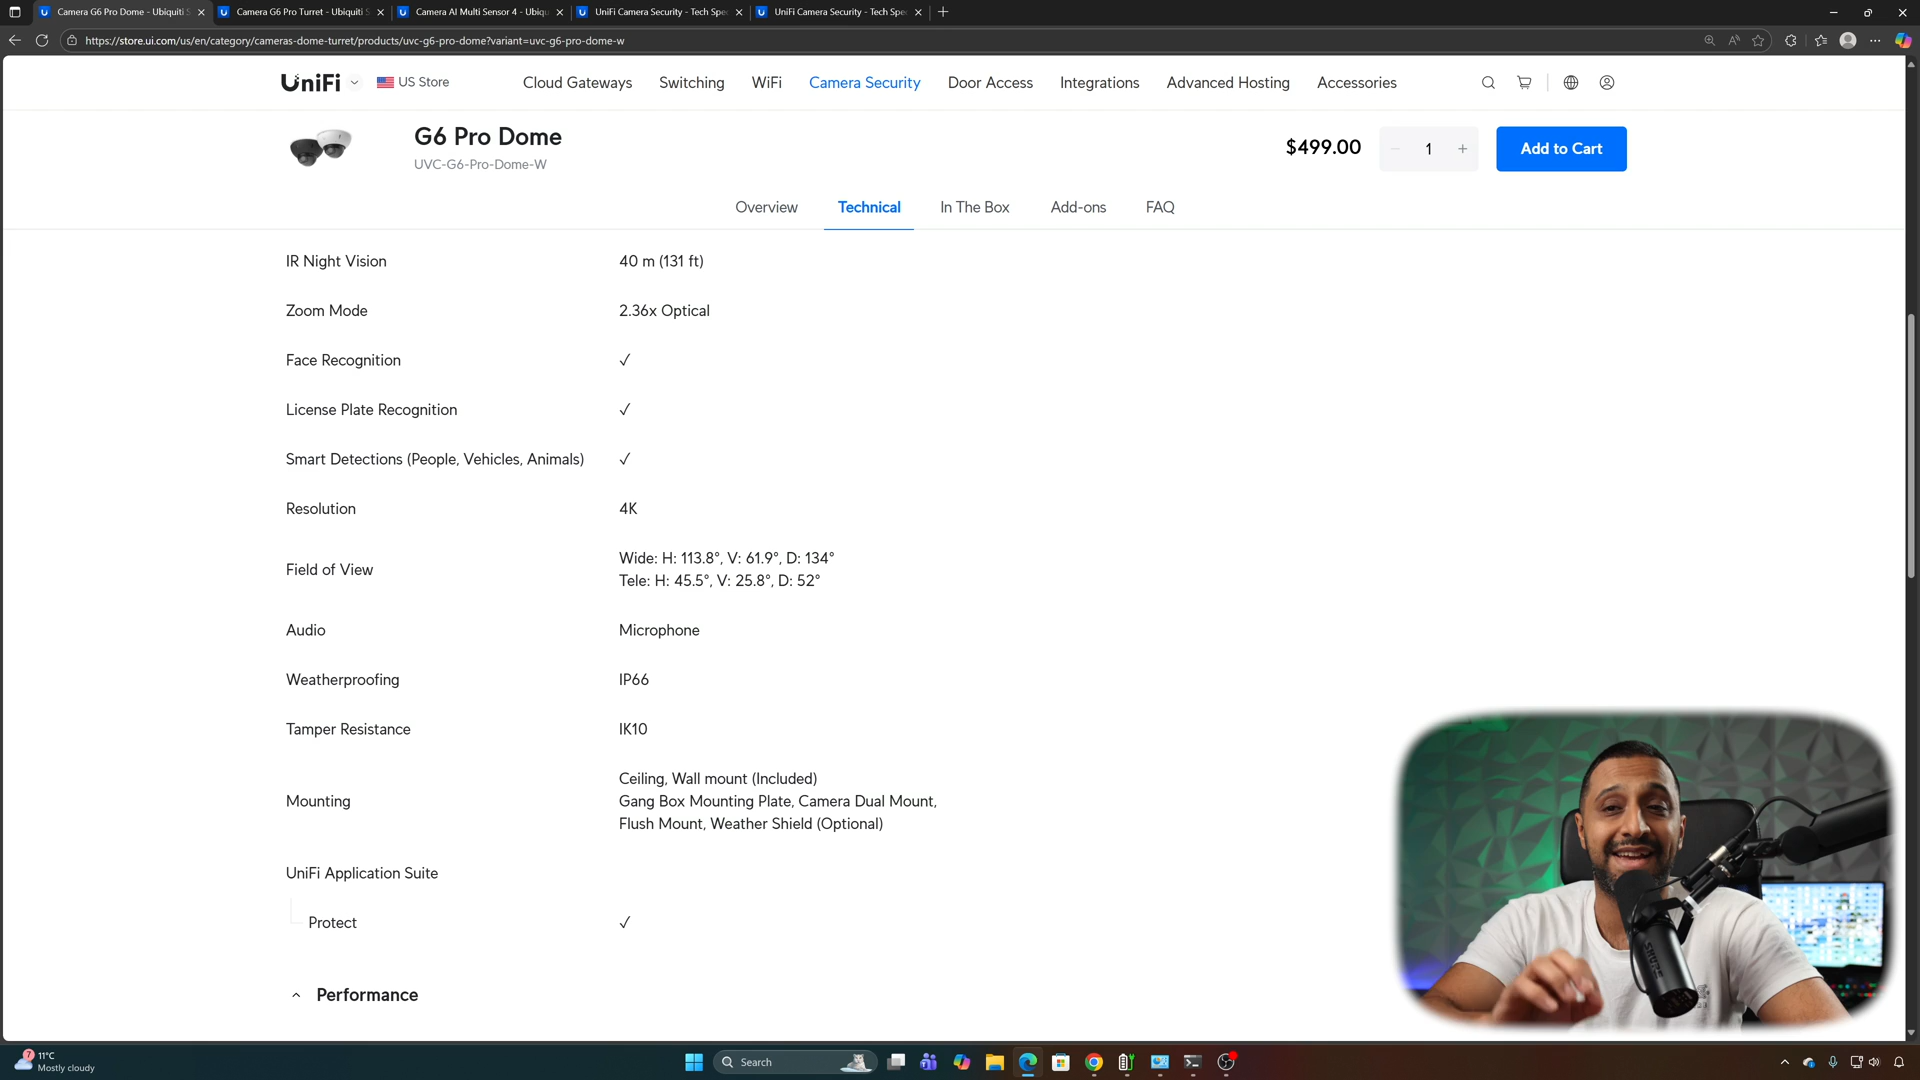 Camera G6 Pro Dome - Ubiquiti S
Camera G6 Pro Turret - Ubiquiti S
Camera AI Multi Sensor 4 - Ubiqu
UniFi Camera Security - Tech Spe
UniFi Camera Security - Tech Spe
https://store.ui.com/us/en/category/cameras-dome-turret/products/uvc-g6-pro-dome?variant=uvc-g6-pro-dome-w
UniFi
US Store
Cloud Gateways
Switching
WiFi
Camera Security
Door Access
Integrations
Advanced Hosting
Accessories
G6 Pro Dome
UVC-G6-Pro-Dome-W
$499.00
− 1 +
Add to Cart
Overview
Technical
In The Box
Add-ons
FAQ
IR Night Vision 40 m (131 ft)
Zoom Mode 2.36x Optical
Face Recognition ✓
License Plate Recognition ✓
Smart Detections (People, Vehicles, Animals) ✓
Resolution 4K
Field of View
Wide: H: 113.8°, V: 61.9°, D: 134°
Tele: H: 45.5°, V: 25.8°, D: 52°
Audio Microphone
Weatherproofing IP66
Tamper Resistance IK10
Mounting
Ceiling, Wall mount (Included)
Gang Box Mounting Plate, Camera Dual Mount,
Flush Mount, Weather Shield (Optional)
UniFi Application Suite
Protect ✓
Performance
SHURE
7
11°C
Mostly cloudy
Search